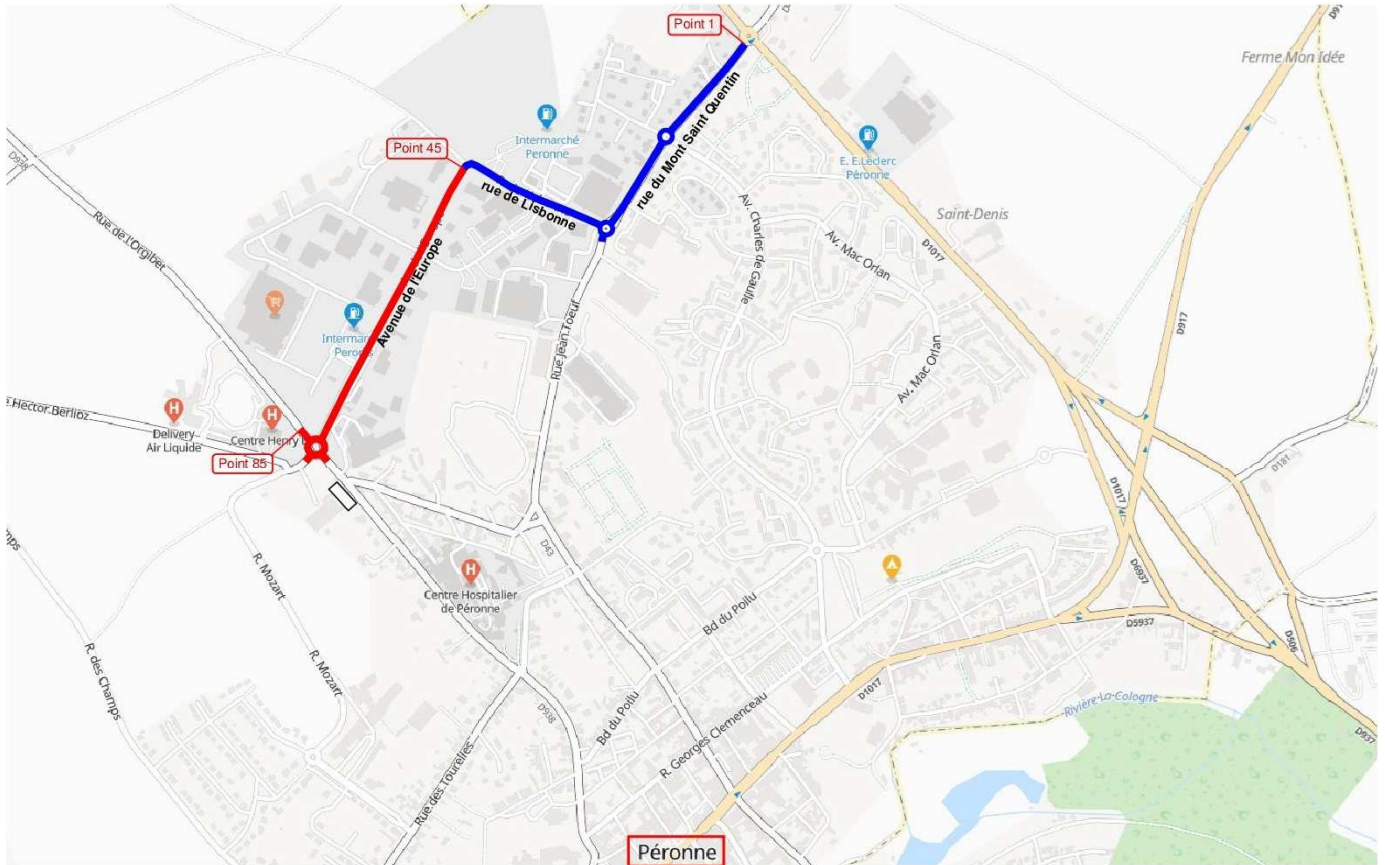 Point 1
Ferme Mon Idée
D917
Intermarché
Peronne
E. E.Leclerc
Péronne
Point 45
D938
rue du Mont Saint Quentin
rue de Lisbonne
Rue de l'Orgibet
Av. Charles de Gaulle
Saint-Denis
D1017
Av. Mac Orlan
Avenue de l'Europe
D917
Rue Jean Toeuf
Av. Mac Orlan
Hector Berlioz
Delivery
Air Liquide
Centre Henry
Point 85
D181
D1017
D43
Centre Hospitalier
de Péronne
R. Mozart
Bd du Poilu
D6937
D5937
D506
R. Mozart
R. des Champs
D1017
Rivière La Cologne
D938
Bd du Poilu
R. Georges Clemenceau
Rue des Tourelles
D937
Péronne